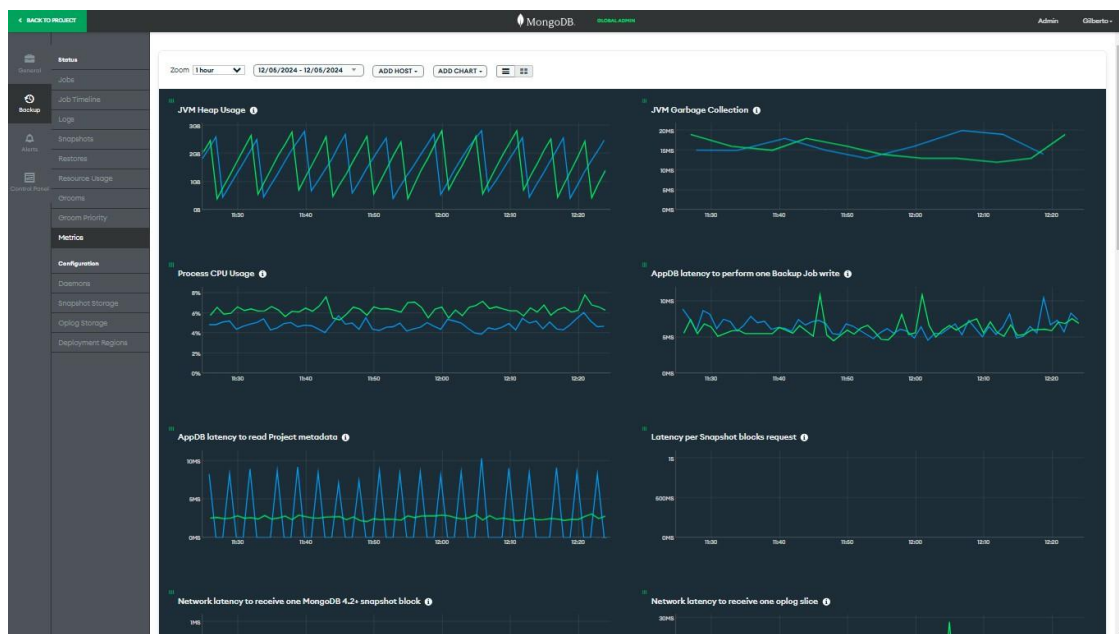 < BACK TO PROJECT
MongoDB.
GLOBAL ADMIN
Admin
Gilberto
General
Backup
Alerts
Control Panel
Status
Jobs
Job Timeline
Logs
Snapshots
Restores
Resource Usage
Grooms
Groom Priority
Metrics
Configuration
Daemons
Snapshot Storage
Oplog Storage
Deployment Regions
Zoom 1 hour 12/05/2024 - 12/05/2024 ADD HOST ADD CHART
JVM Heap Usage
3GB
2GB
1GB
0B
11:30 11:40 11:50 12:00 12:10 12:20
JVM Garbage Collection
20MS
15MS
10MS
5MS
0MS
11:30 11:40 11:50 12:00 12:10 12:20
Process CPU Usage
8%
6%
4%
2%
0%
11:30 11:40 11:50 12:00 12:10 12:20
AppDB latency to perform one Backup Job write
10MS
5MS
0MS
11:30 11:40 11:50 12:00 12:10 12:20
AppDB latency to read Project metadata
10MS
5MS
0MS
11:30 11:40 11:50 12:00 12:10 12:20
Latency per Snapshot blocks request
1S
500MS
0MS
11:30 11:40 11:50 12:00 12:10 12:20
Network latency to receive one MongoDB 4.2+ snapshot block
1MS
Network latency to receive one oplog slice
30MS